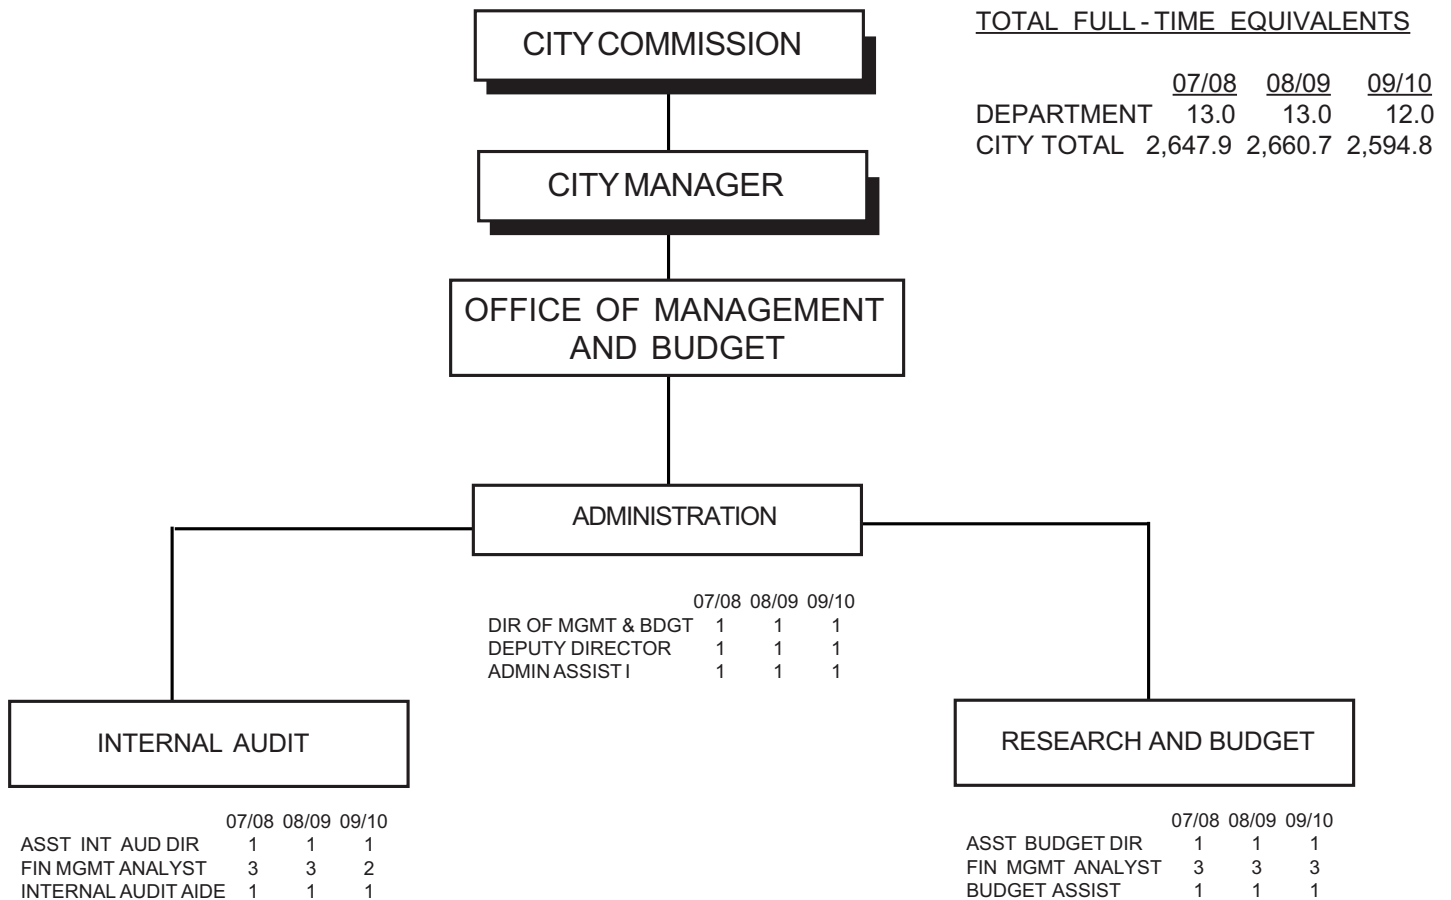 CITY COMMISSION
TOTAL FULL - TIME EQUIVALENTS
07/08 08/09 09/10
DEPARTMENT 13.0 13.0 12.0
CITY TOTAL 2,647.9 2,660.7 2,594.8
CITY MANAGER
OFFICE OF MANAGEMENT
AND BUDGET
ADMINISTRATION
07/08 08/09 09/10
DIR OF MGMT & BDGT 1 1 1
DEPUTY DIRECTOR 1 1 1
ADMIN ASSIST I 1 1 1
INTERNAL AUDIT
07/08 08/09 09/10
ASST INT AUD DIR 1 1 1
FIN MGMT ANALYST 3 3 2
INTERNAL AUDIT AIDE 1 1 1
RESEARCH AND BUDGET
07/08 08/09 09/10
ASST BUDGET DIR 1 1 1
FIN MGMT ANALYST 3 3 3
BUDGET ASSIST 1 1 1